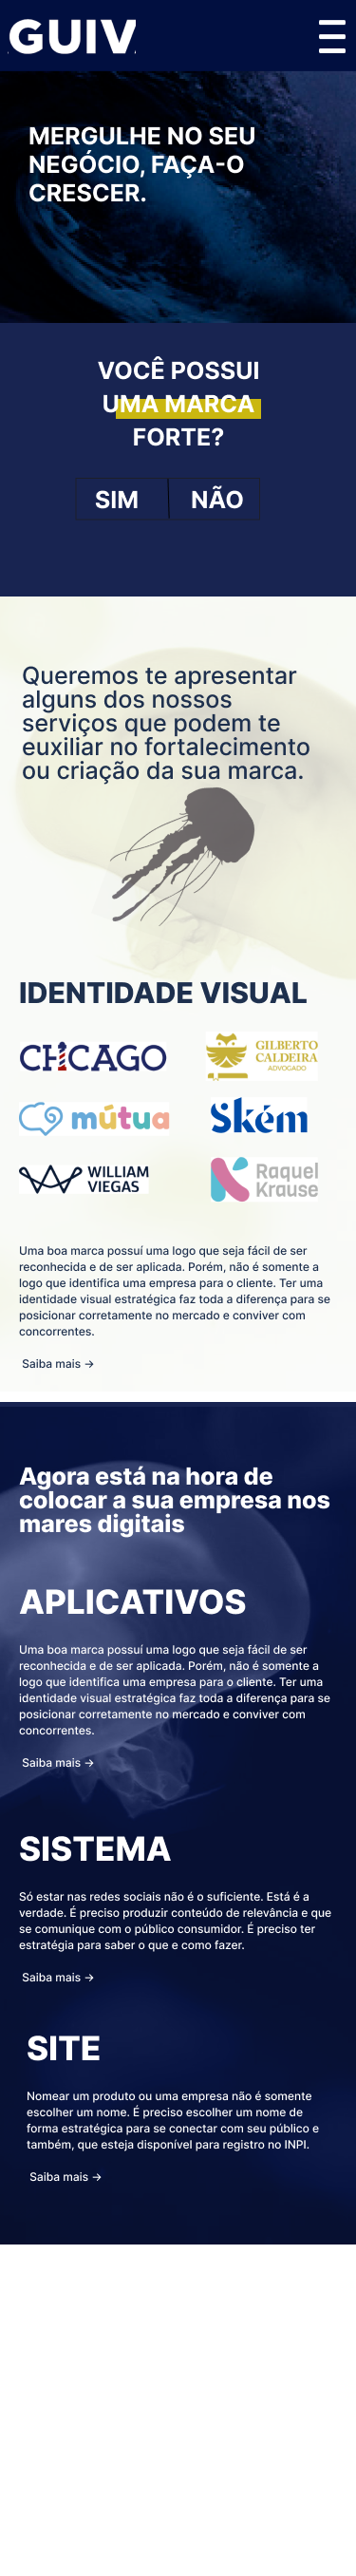 GUIV
MERGULHE NO SEU
NEGÓCIO, FAÇA-O
CRESCER.
VOCÊ POSSUI
UMA MARCA
FORTE?
SIM
NÃO
Queremos te apresentar
alguns dos nossos
serviços que podem te
euxiliar no fortalecimento
ou criação da sua marca.
IDENTIDADE VISUAL
CHICAGO
GILBERTO
CALDEIRA
ADVOGADO
mútua
Ském
WILLIAM
VIEGAS
Raquel
Krause
Uma boa marca possuí uma logo que seja fácil de ser
reconhecida e de ser aplicada. Porém, não é somente a
logo que identifica uma empresa para o cliente. Ter uma
identidade visual estratégica faz toda a diferença para se
posicionar corretamente no mercado e conviver com
concorrentes.
Saiba mais →
Agora está na hora de
colocar a sua empresa nos
mares digitais
APLICATIVOS
Uma boa marca possuí uma logo que seja fácil de ser
reconhecida e de ser aplicada. Porém, não é somente a
logo que identifica uma empresa para o cliente. Ter uma
identidade visual estratégica faz toda a diferença para se
posicionar corretamente no mercado e conviver com
concorrentes.
Saiba mais →
SISTEMA
Só estar nas redes sociais não é o suficiente. Está é a
verdade. É preciso produzir conteúdo de relevância e que
se comunique com o público consumidor. É preciso ter
estratégia para saber o que e como fazer.
Saiba mais →
SITE
Nomear um produto ou uma empresa não é somente
escolher um nome. É preciso escolher um nome de
forma estratégica para se conectar com seu público e
também, que esteja disponível para registro no INPI.
Saiba mais →